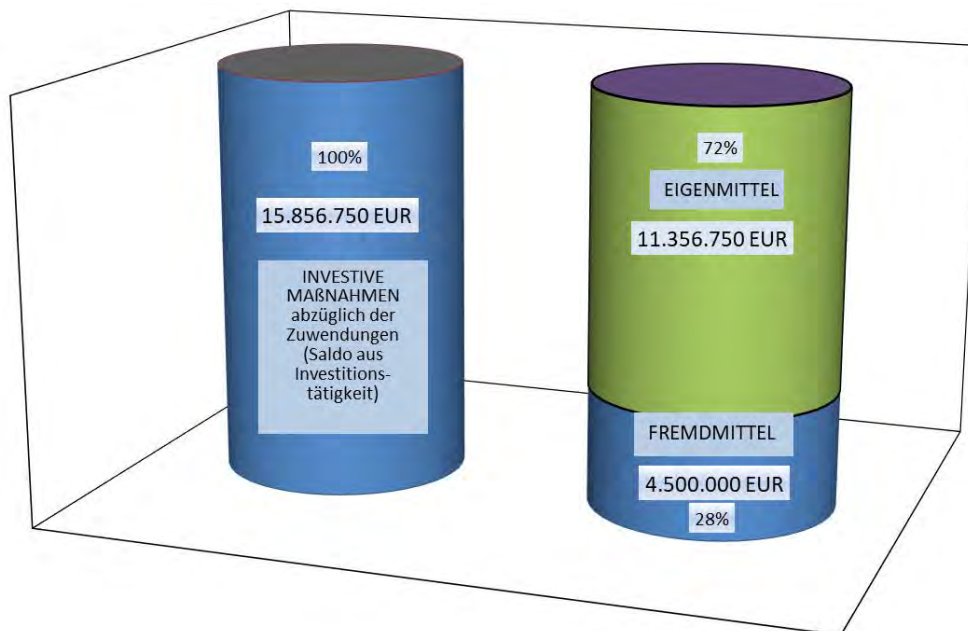 100%
15.856.750 EUR
INVESTIVE
MAßNAHMEN
abzüglich der
Zuwendungen
(Saldo aus
Investitions-
tätigkeit)
72%
EIGENMITTEL
11.356.750 EUR
FREMDMITTEL
4.500.000 EUR
28%